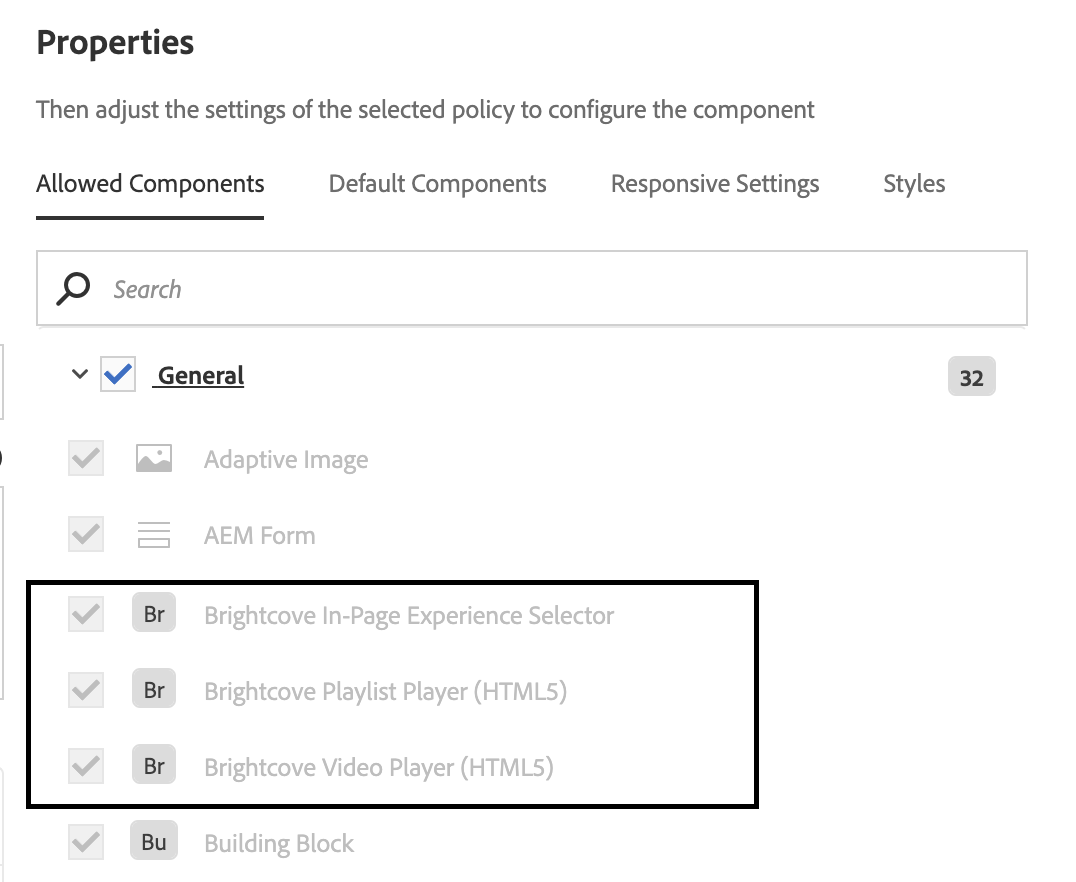 Properties
Then adjust the settings of the selected policy to configure the component
Allowed Components Default Components Responsive Settings Styles
Search
General 32
Adaptive Image
AEM Form
Br Brightcove In-Page Experience Selector
Br Brightcove Playlist Player (HTML5)
Br Brightcove Video Player (HTML5)
Bu Building Block